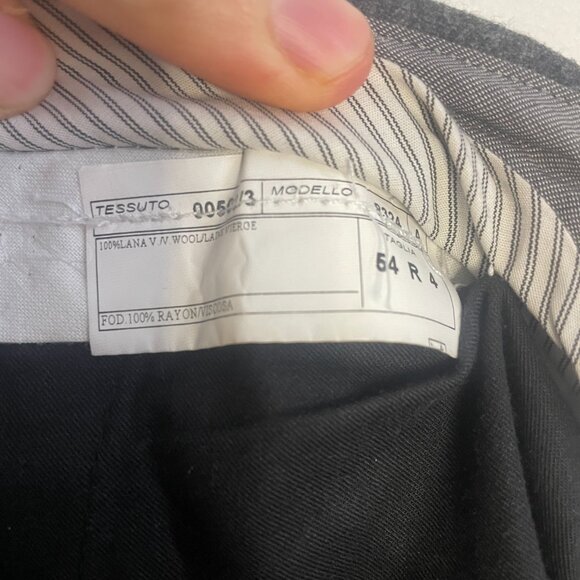 TESSUTO MODELLO
100%LANA V./V WOOL/LAINE VIERGE
TAGLIA
54 R 4
FOD.100% RAYON/VISCOSA